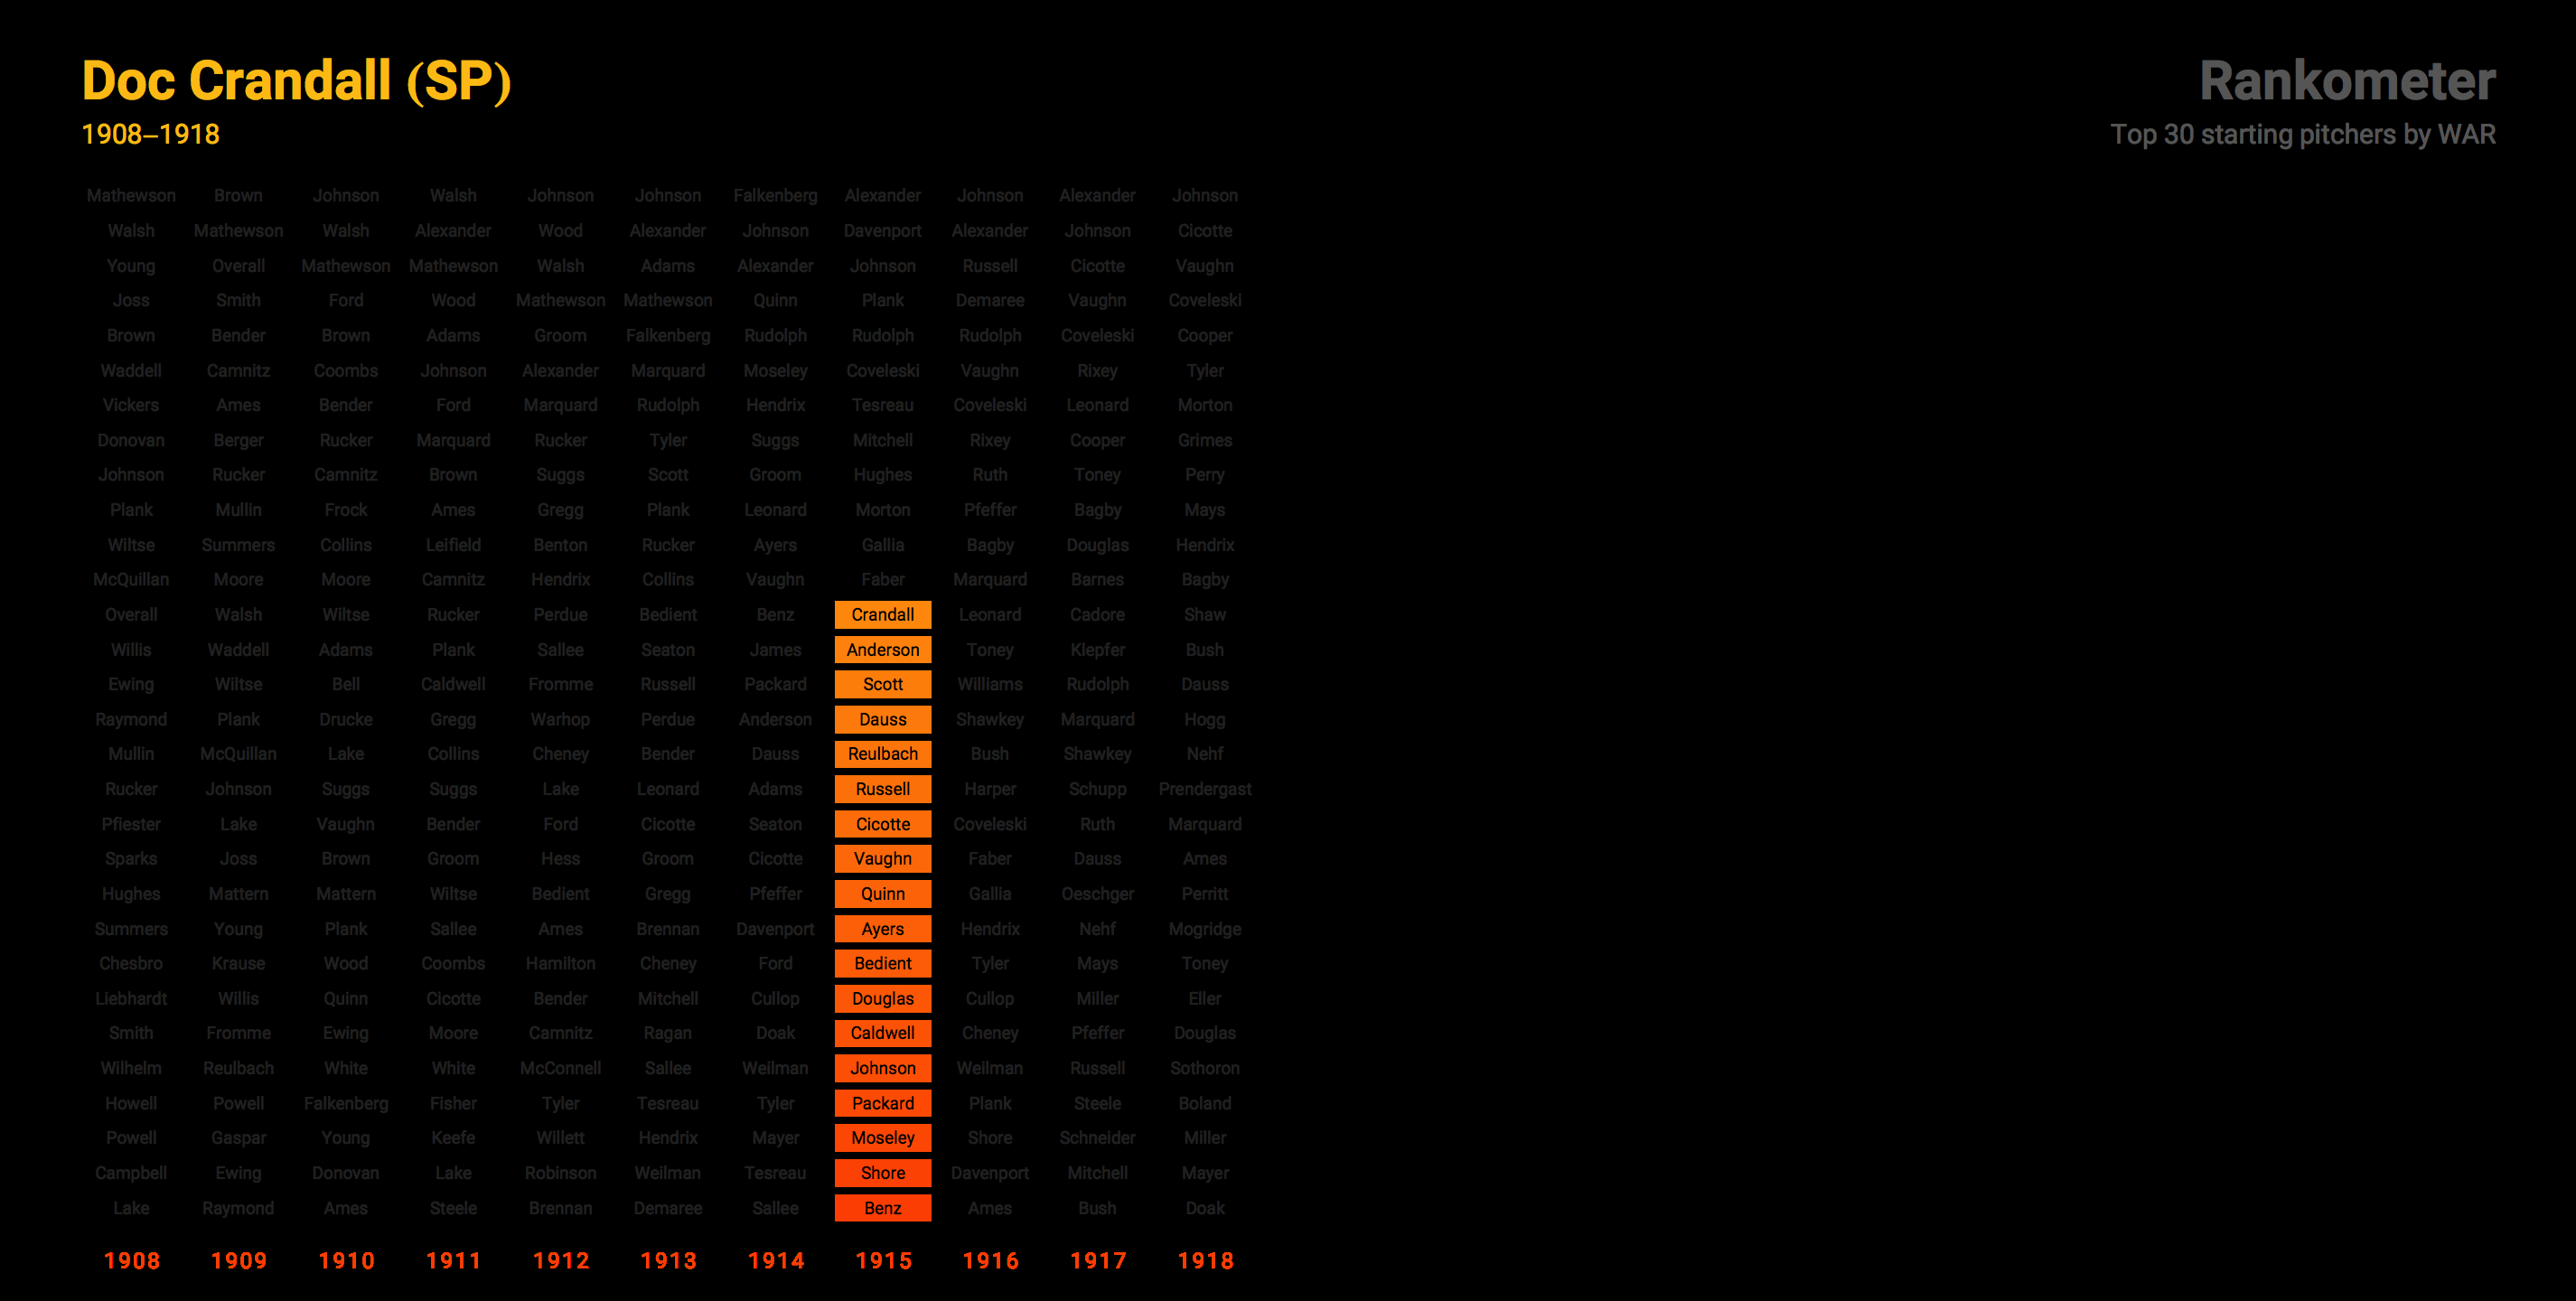 Doc Crandall (SP)
1908–1918
Rankometer
Top 30 starting pitchers by WAR
Mathewson Brown Johnson Walsh Johnson Johnson Falkenberg Alexander Johnson Alexander Johnson
Walsh Mathewson Walsh Alexander Wood Alexander Johnson Davenport Alexander Johnson Cicotte
Young Overall Mathewson Mathewson Walsh Adams Alexander Johnson Russell Cicotte Vaughn
Joss Smith Ford Wood Mathewson Mathewson Quinn Plank Demaree Vaughn Coveleski
Brown Bender Brown Adams Groom Falkenberg Rudolph Rudolph Rudolph Coveleski Cooper
Waddell Camnitz Coombs Johnson Alexander Marquard Moseley Coveleski Vaughn Rixey Tyler
Vickers Ames Bender Ford Marquard Rudolph Hendrix Tesreau Coveleski Leonard Morton
Donovan Berger Rucker Marquard Rucker Tyler Suggs Mitchell Rixey Cooper Grimes
Johnson Rucker Camnitz Brown Suggs Scott Groom Hughes Ruth Toney Perry
Plank Mullin Frock Ames Gregg Plank Leonard Morton Pfeffer Bagby Mays
Wiltse Summers Collins Leifield Benton Rucker Ayers Gallia Bagby Douglas Hendrix
McQuillan Moore Moore Camnitz Hendrix Collins Vaughn Faber Marquard Barnes Bagby
Overall Walsh Wiltse Rucker Perdue Bedient Benz Crandall Leonard Cadore Shaw
Willis Waddell Adams Plank Sallee Seaton James Anderson Toney Klepfer Bush
Ewing Wiltse Bell Caldwell Fromme Russell Packard Scott Williams Rudolph Dauss
Raymond Plank Drucke Gregg Warhop Perdue Anderson Dauss Shawkey Marquard Hogg
Mullin McQuillan Lake Collins Cheney Bender Dauss Reulbach Bush Shawkey Nehf
Rucker Johnson Suggs Suggs Lake Leonard Adams Russell Harper Schupp Prendergast
Pfiester Lake Vaughn Bender Ford Cicotte Seaton Cicotte Coveleski Ruth Marquard
Sparks Joss Brown Groom Hess Groom Cicotte Vaughn Faber Dauss Ames
Hughes Mattern Mattern Wiltse Bedient Gregg Pfeffer Quinn Gallia Oeschger Perritt
Summers Young Plank Sallee Ames Brennan Davenport Ayers Hendrix Nehf Mogridge
Chesbro Krause Wood Coombs Hamilton Cheney Ford Bedient Tyler Mays Toney
Liebhardt Willis Quinn Cicotte Bender Mitchell Cullop Douglas Cullop Miller Eller
Smith Fromme Ewing Moore Camnitz Ragan Doak Caldwell Cheney Pfeffer Douglas
Wilhelm Reulbach White White McConnell Sallee Weilman Johnson Weilman Russell Sothoron
Howell Powell Falkenberg Fisher Tyler Tesreau Tyler Packard Plank Steele Boland
Powell Gaspar Young Keefe Willett Hendrix Mayer Moseley Shore Schneider Miller
Campbell Ewing Donovan Lake Robinson Weilman Tesreau Shore Davenport Mitchell Mayer
Lake Raymond Ames Steele Brennan Demaree Sallee Benz Ames Bush Doak
1908 1909 1910 1911 1912 1913 1914 1915 1916 1917 1918